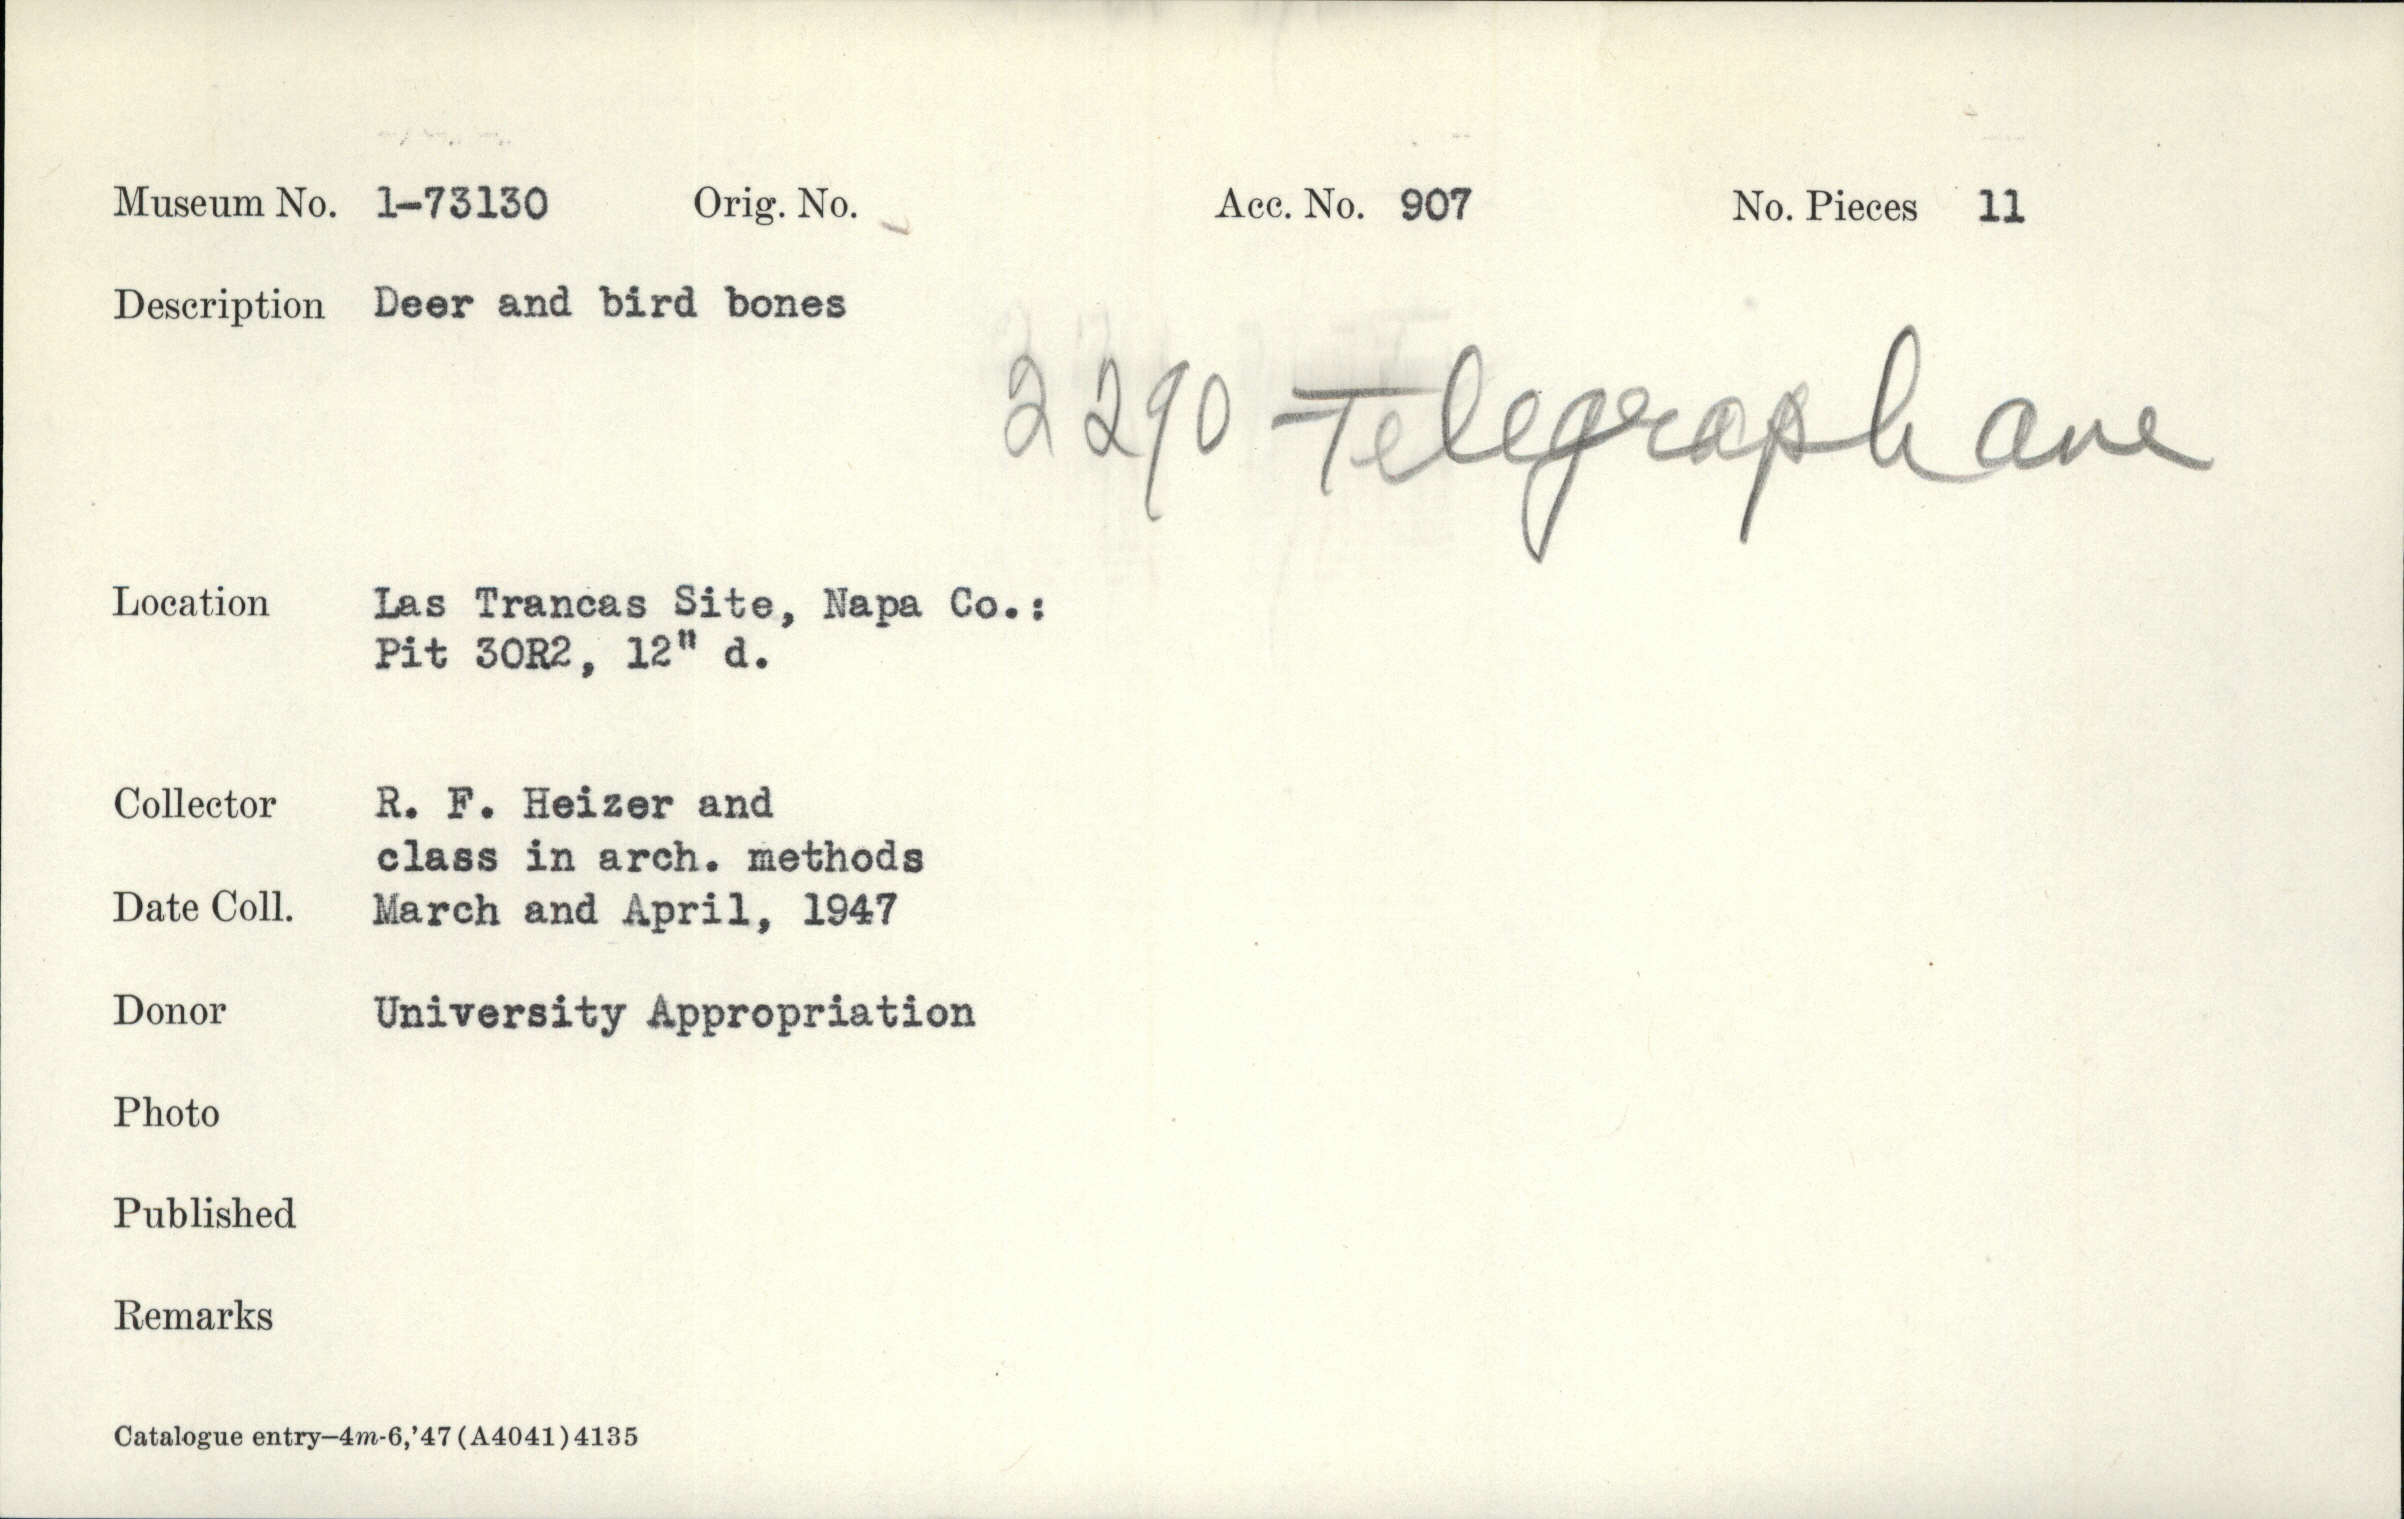 Museum No. 1-73130 Orig. No. Acc. No. 907 No. Pieces 11
Description Deer and bird bones
2290 Telegraph ave
Location Las Trancas Site, Napa Co.:
Pit 30R2, 12" d.
Collector R. F. Heizer and
class in arch. methods
Date Coll. March and April, 1947
Donor University Appropriation
Photo
Published
Remarks
Catalogue entry—4m-6,'47(A4041)4135